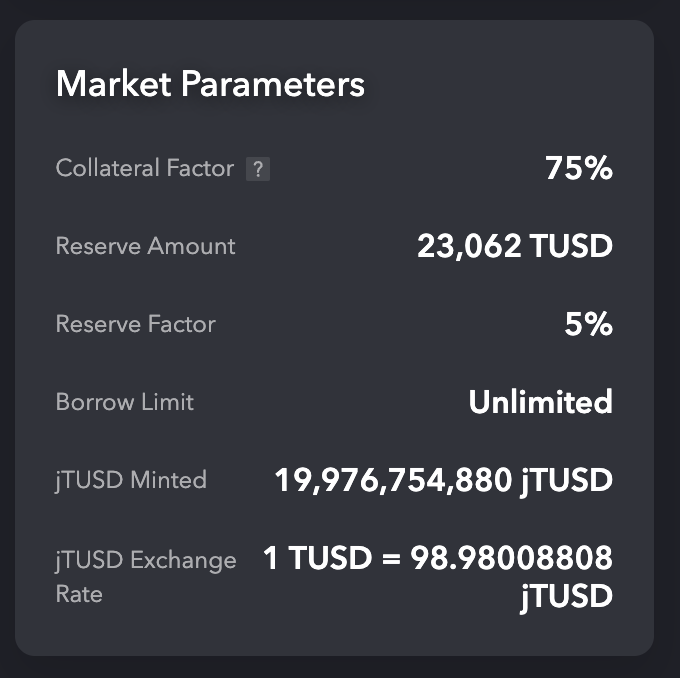 Market Parameters
Collateral Factor ? 75%
Reserve Amount 23,062 TUSD
Reserve Factor 5%
Borrow Limit Unlimited
jTUSD Minted 19,976,754,880 jTUSD
jTUSD Exchange 1 TUSD = 98.98008808
Rate jTUSD